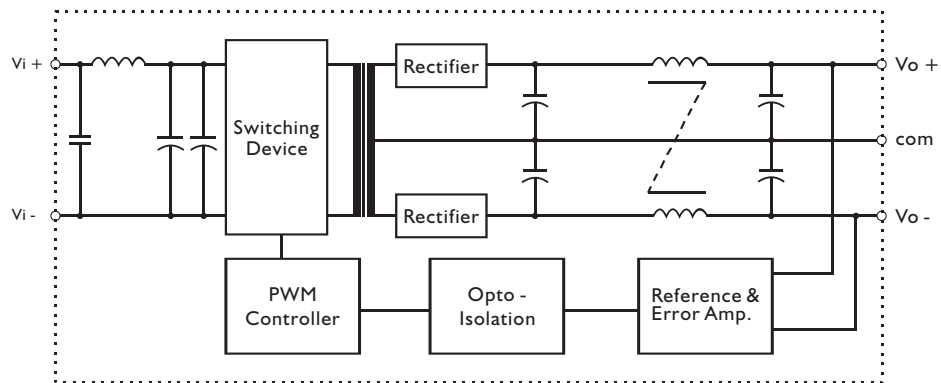 Vi +
Rectifier
Vo +
Switching
Device
com
Vi -
Rectifier
Vo -
PWM
Controller
Opto -
Isolation
Reference &
Error Amp.